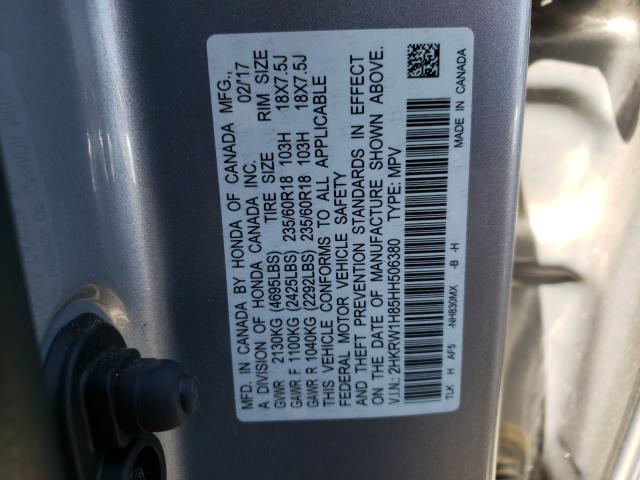 MFD. IN CANADA BY HONDA OF CANADA MFG.,
A DIVISION OF HONDA CANADA INC. 02/'17
TIRE SIZE RIM SIZE
GVWR 2130KG (4695LBS)
GAWR F 1100KG (2425LBS) 235/60R18 103H 18X7.5J
GAWR R 1040KG (2292LBS) 235/60R18 103H 18X7.5J
THIS VEHICLE CONFORMS TO ALL APPLICABLE
FEDERAL MOTOR VEHICLE SAFETY
AND THEFT PREVENTION STANDARDS IN EFFECT
ON THE DATE OF MANUFACTURE SHOWN ABOVE.
V.I.N.: 2HKRW1H85HH506380 TYPE: MPV
TLK H AF5 -NH830MX -B -H
MADE IN CANADA